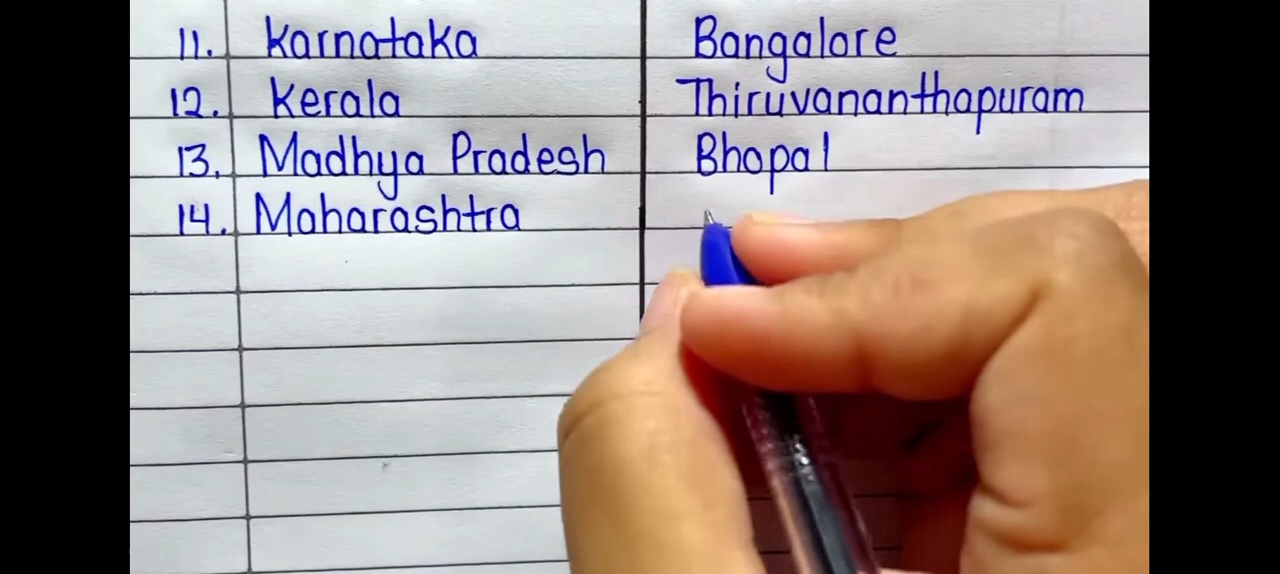 11. Karnataka Bangalore
12. Kerala Thiruvananthapuram
13. Madhya Pradesh Bhopal
14. Maharashtra